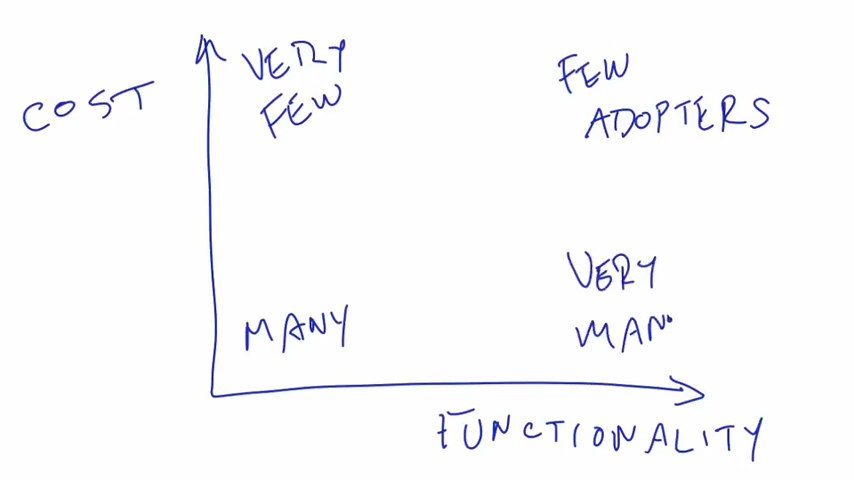 COST
VERY
FEW
FEW
ADOPTERS
MANY
VERY
MAN
FUNCTIONALITY